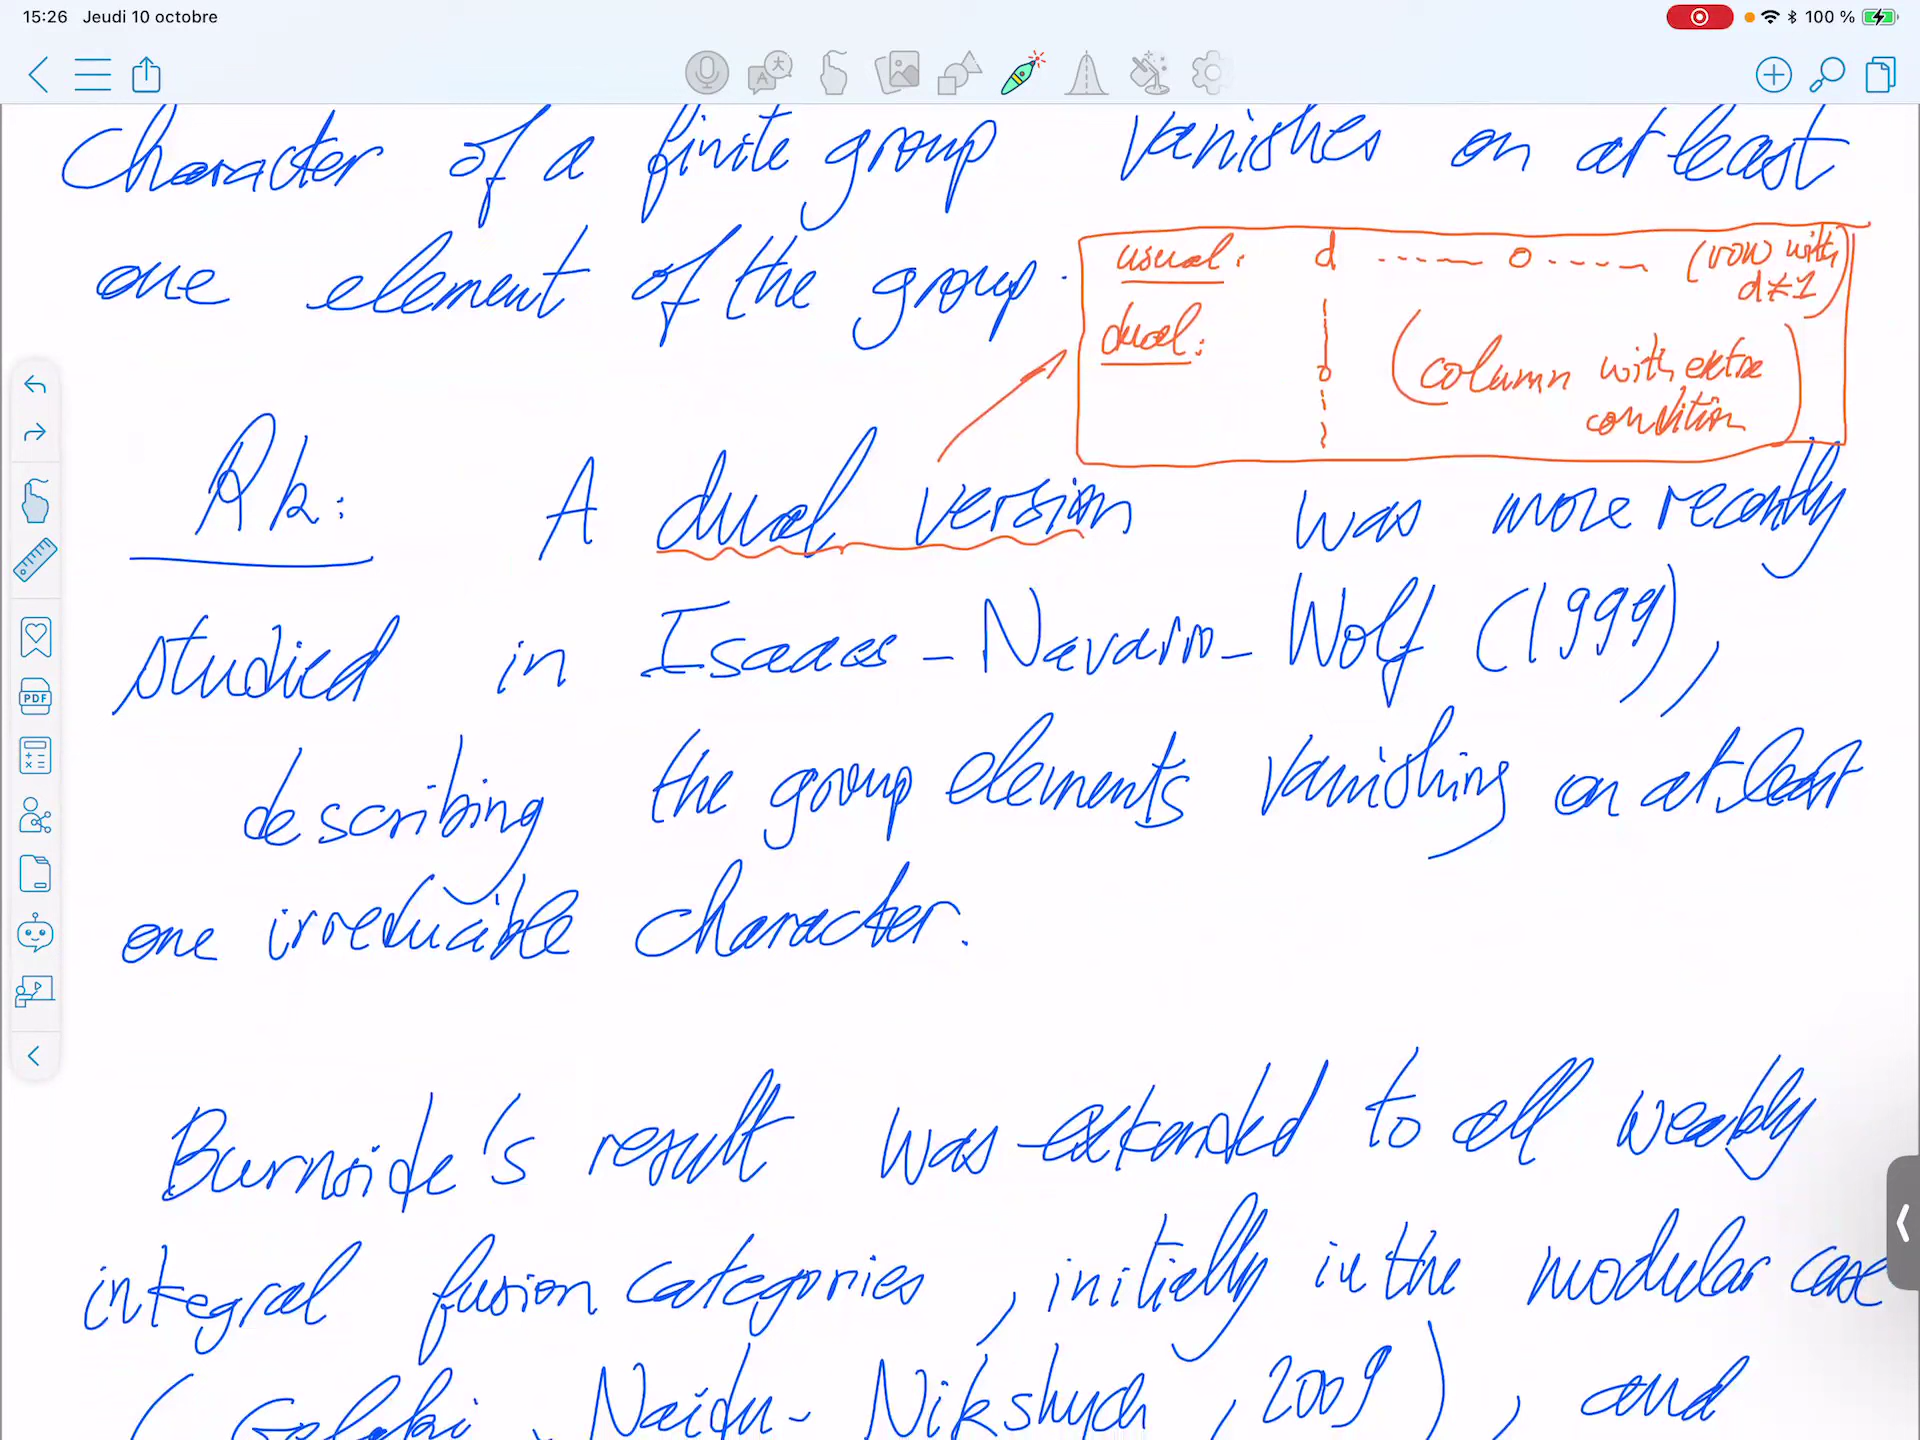 15:26 Jeudi 10 octobre
100 %
Character of a finite group vanishes on at least
one element of the group.
usual: d ----- 0 ---- (row with
d≠1)
dual: 0 (column with extra
condition)
Rk: A dual version was more recently
studied in Isaacs - Navarro - Wolf (1999),
describing the group elements vanishing on at least
one irreducible character.
Burnside's result was extended to all weakly
integral fusion categories, initially in the modular case
(Gelaki, Naidu - Nikshych, 2009), and
PDF